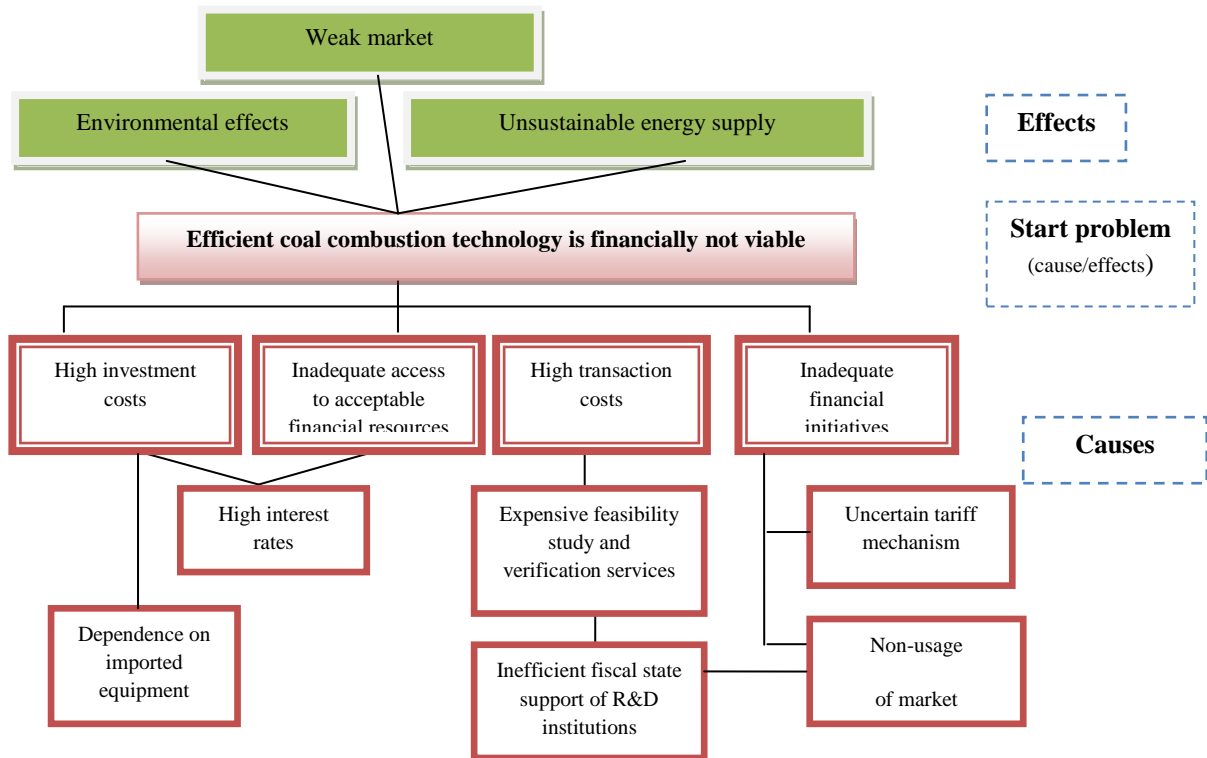 Weak market
Environmental effects
Unsustainable energy supply
Effects
Efficient coal combustion technology is financially not viable
Start problem
(cause/effects)
High investment
costs
Inadequate access
to acceptable
financial resources
High transaction
costs
Inadequate
financial
initiatives
Causes
High interest
rates
Expensive feasibility
study and
verification services
Uncertain tariff
mechanism
Dependence on
imported
equipment
Inefficient fiscal state
support of R&D
institutions
Non-usage
of market